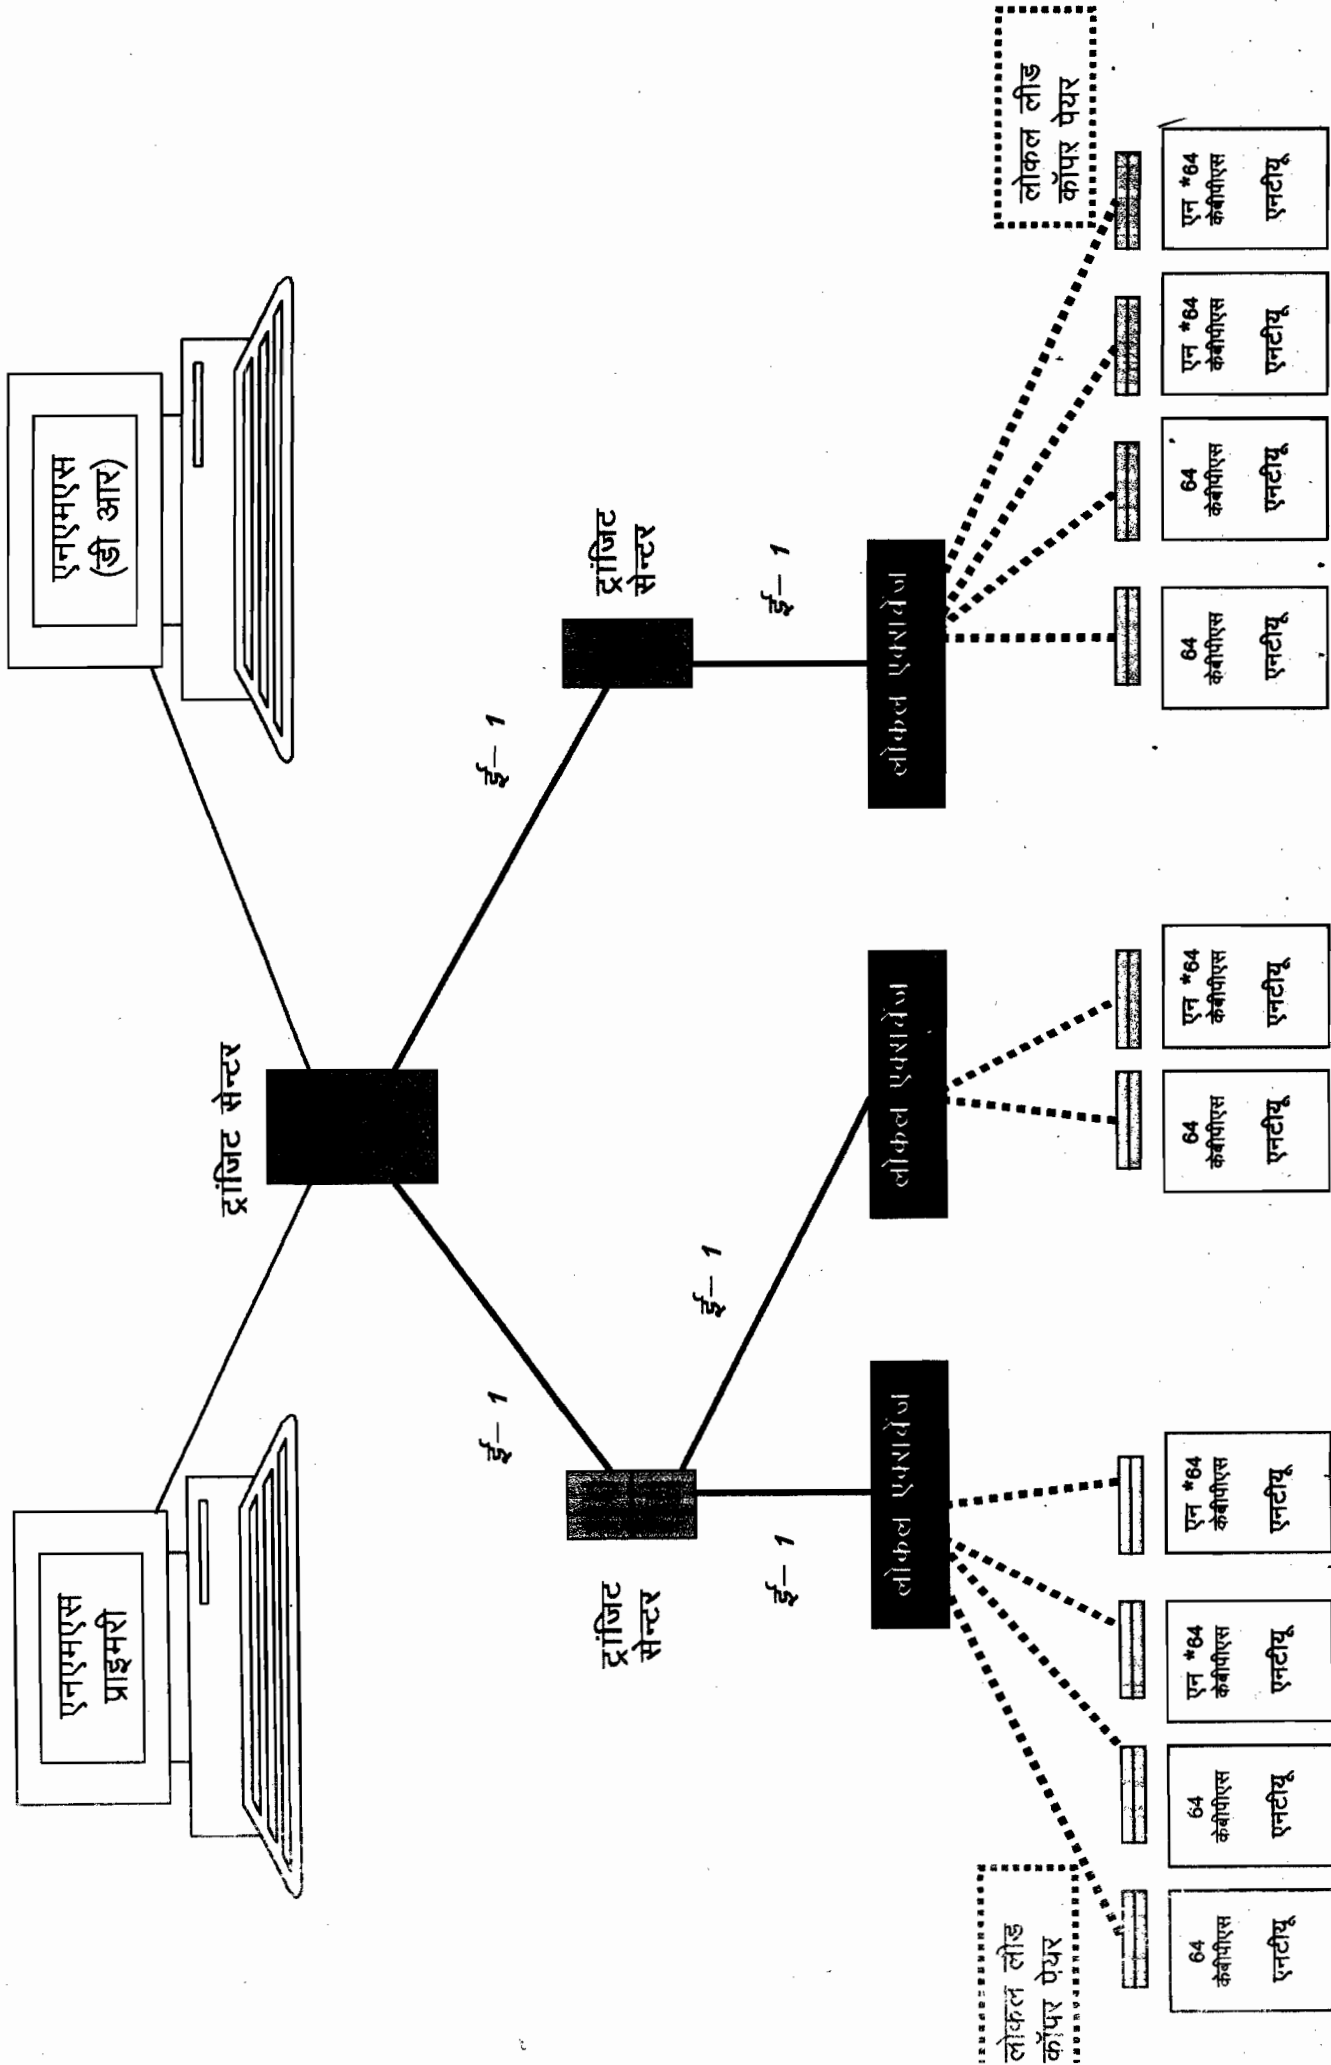 एनएमएस
प्राइमरी
एनएमएस
(डी आर)
ट्रांजिट सेन्टर
ई– 1
ई– 1
ट्रांजिट
सेन्टर
ई– 1
ट्रांजिट
सेन्टर
ई– 1
ई– 1
लोकल एक्सचेंज
लोकल एक्सचेंज
लोकल एक्सचेंज
लोकल लीड
कॉपर पेयर
लोकल लीड
कॉपर पेयर
64
केबीपीएस
एनटीयू
64
केबीपीएस
एनटीयू
एन *64
केबीपीएस
एनटीयू
एन *64
केबीपीएस
एनटीयू
64
केबीपीएस
एनटीयू
एन *64
केबीपीएस
एनटीयू
64
केबीपीएस
एनटीयू
64
केबीपीएस
एनटीयू
एन *64
केबीपीएस
एनटीयू
एन *64
केबीपीएस
एनटीयू